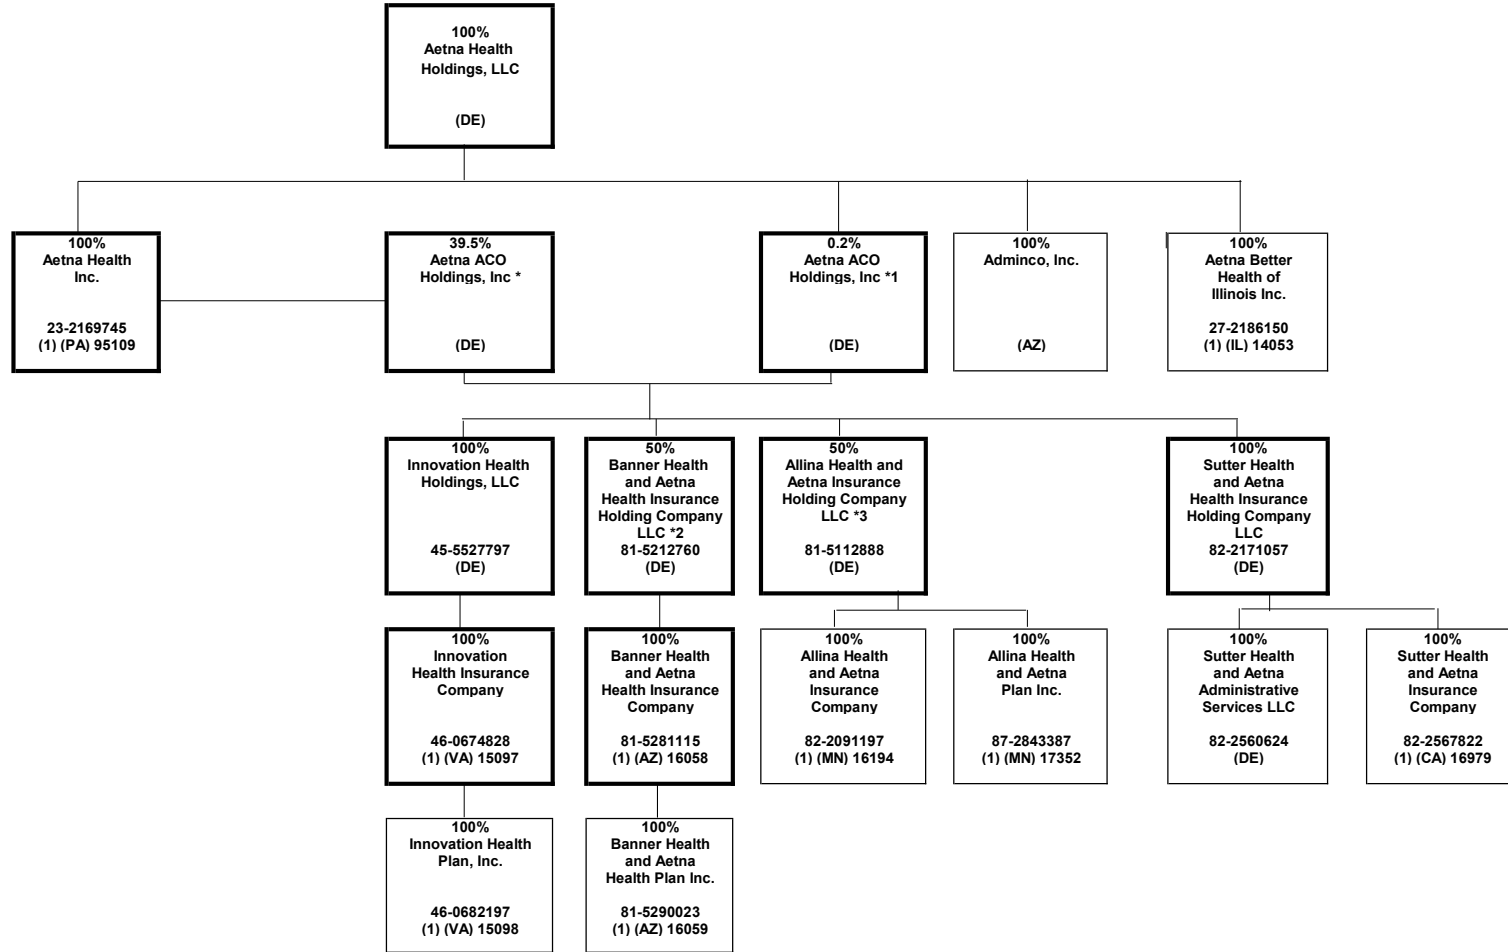 100%
Aetna Health
Holdings, LLC
(DE)
100%
Aetna Health
Inc.
23-2169745
(1) (PA) 95109
39.5%
Aetna ACO
Holdings, Inc *
(DE)
0.2%
Aetna ACO
Holdings, Inc *1
(DE)
100%
Adminco, Inc.
(AZ)
100%
Aetna Better
Health of
Illinois Inc.
27-2186150
(1) (IL) 14053
100%
Innovation Health
Holdings, LLC
45-5527797
(DE)
50%
Banner Health
and Aetna
Health Insurance
Holding Company
LLC *2
81-5212760
(DE)
50%
Allina Health and
Aetna Insurance
Holding Company
LLC *3
81-5112888
(DE)
100%
Sutter Health
and Aetna
Health Insurance
Holding Company
LLC
82-2171057
(DE)
100%
Innovation
Health Insurance
Company
46-0674828
(1) (VA) 15097
100%
Banner Health
and Aetna
Health Insurance
Company
81-5281115
(1) (AZ) 16058
100%
Allina Health
and Aetna
Insurance
Company
82-2091197
(1) (MN) 16194
100%
Allina Health
and Aetna
Plan Inc.
87-2843387
(1) (MN) 17352
100%
Sutter Health
and Aetna
Administrative
Services LLC
82-2560624
(DE)
100%
Sutter Health
and Aetna
Insurance
Company
82-2567822
(1) (CA) 16979
100%
Innovation Health
Plan, Inc.
46-0682197
(1) (VA) 15098
100%
Banner Health
and Aetna
Health Plan Inc.
81-5290023
(1) (AZ) 16059